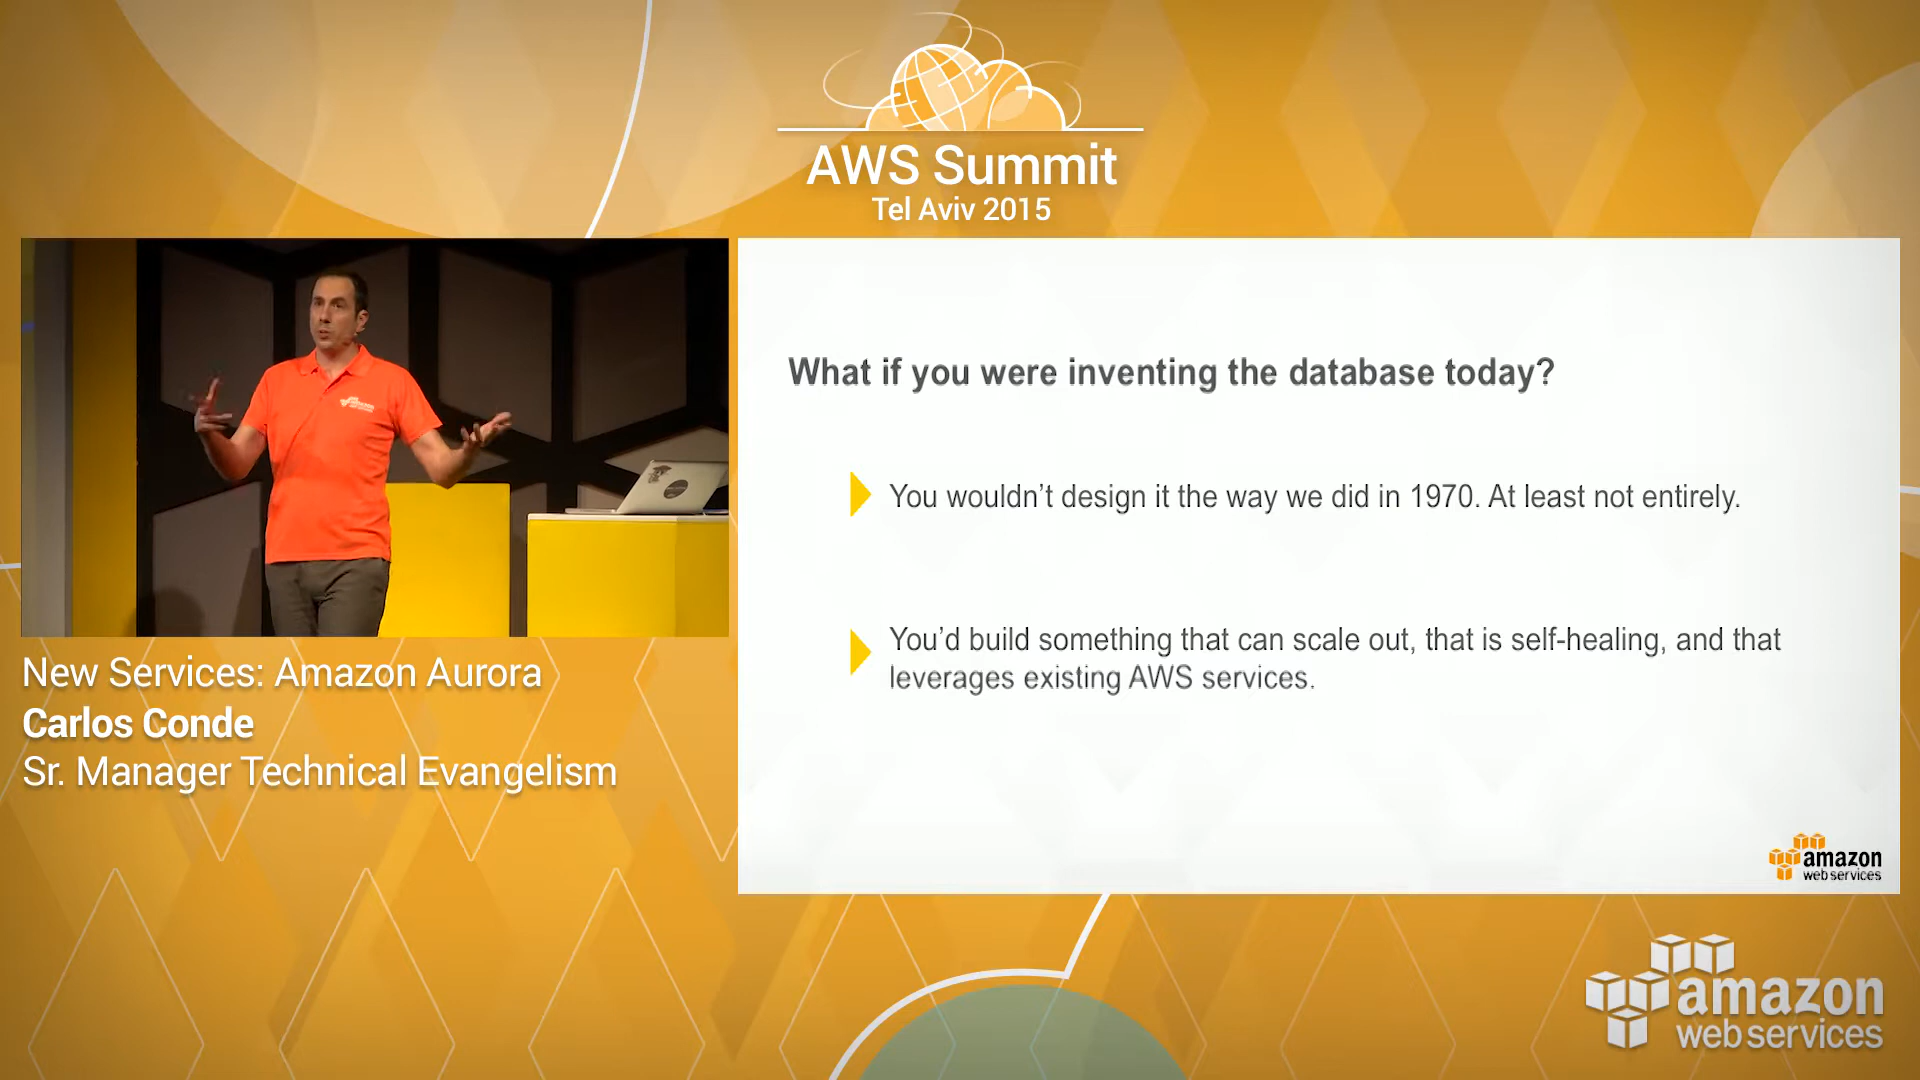 AWS Summit
Tel Aviv 2015
What if you were inventing the database today?
You wouldn’t design it the way we did in 1970. At least not entirely.
You’d build something that can scale out, that is self-healing, and that
leverages existing AWS services.
amazon
web services
New Services: Amazon Aurora
Carlos Conde
Sr. Manager Technical Evangelism
amazon
web services
amazon
web services